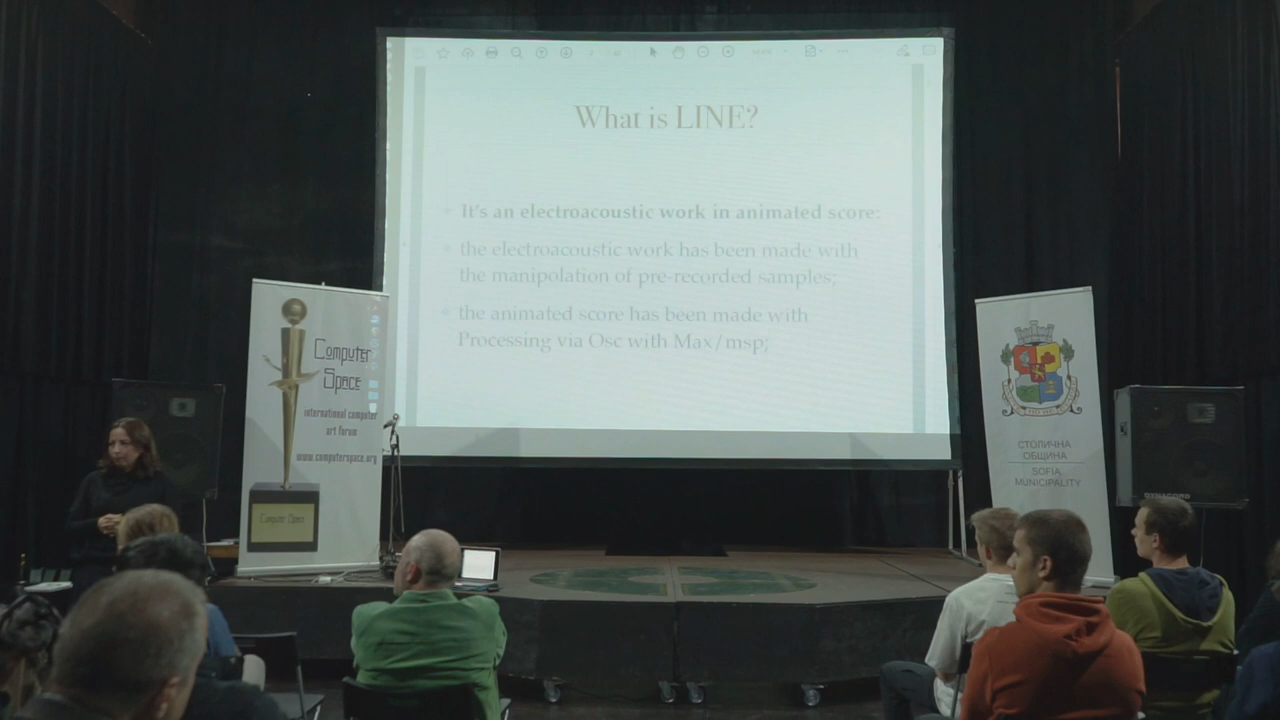 What is LINE?
It's an electroacoustic work in animated score:
the electroacoustic work has been made with
the manipolation of pre-recorded samples;
the animated score has been made with
Processing via Osc with Max/msp;
Computer
Space
international computer
art forum
www.computerspace.org
Computer Space
СТОЛИЧНА
ОБЩИНА
SOFIA
MUNICIPALITY
DYNACORD